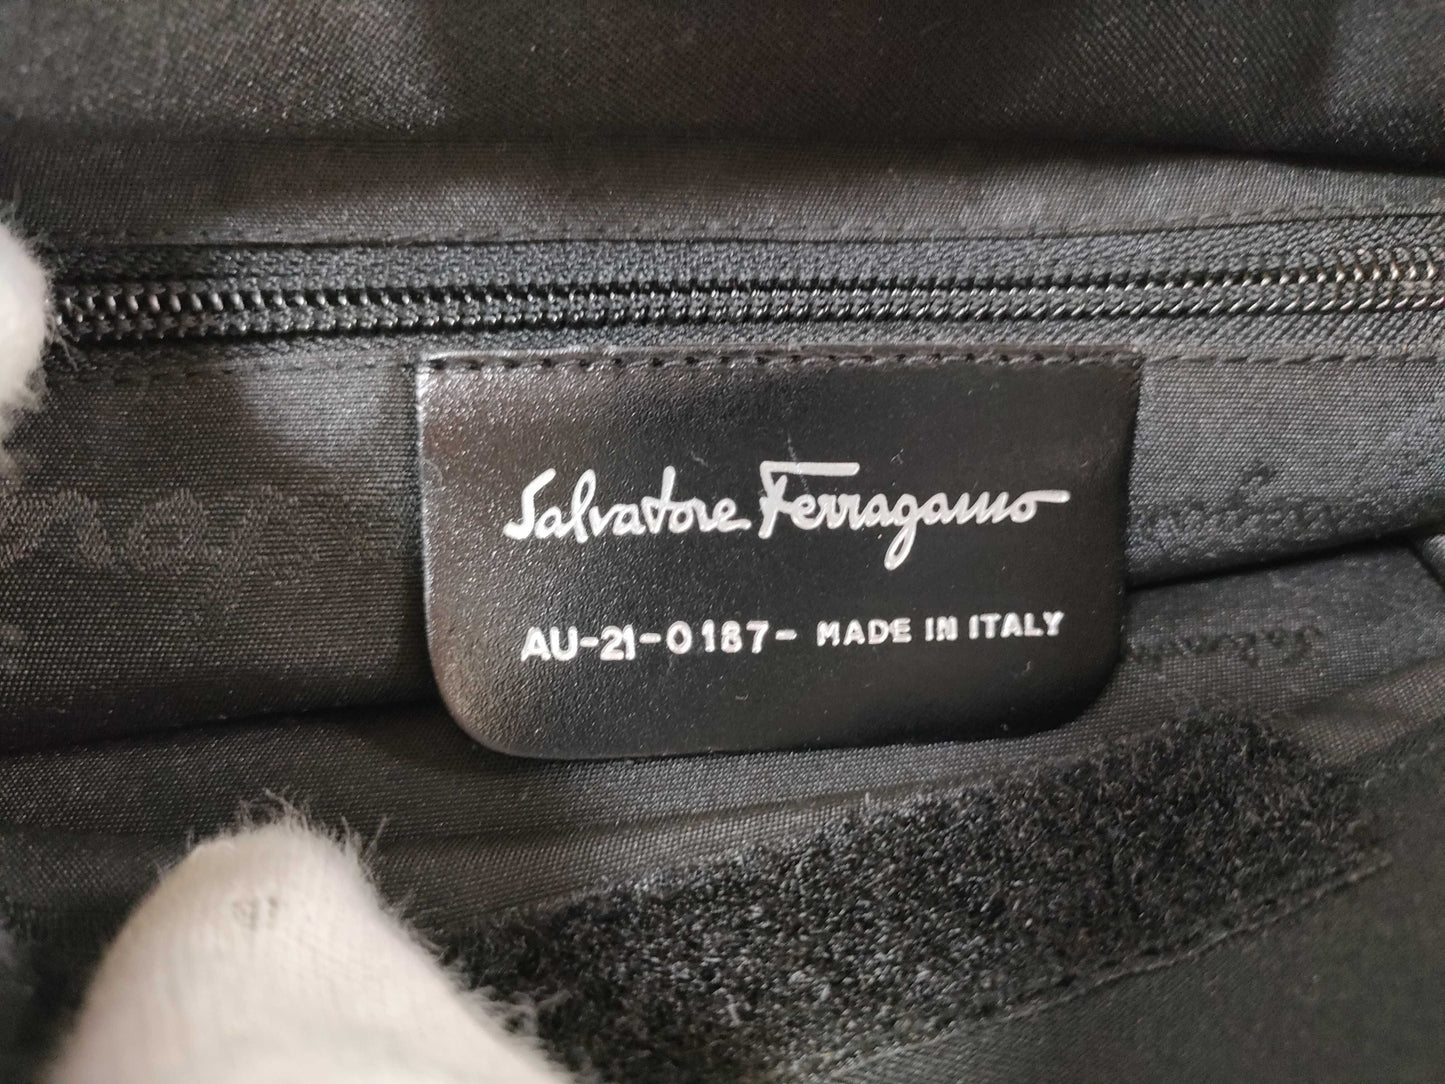 Salvatore Ferragamo
AU-21-0187- MADE IN ITALY